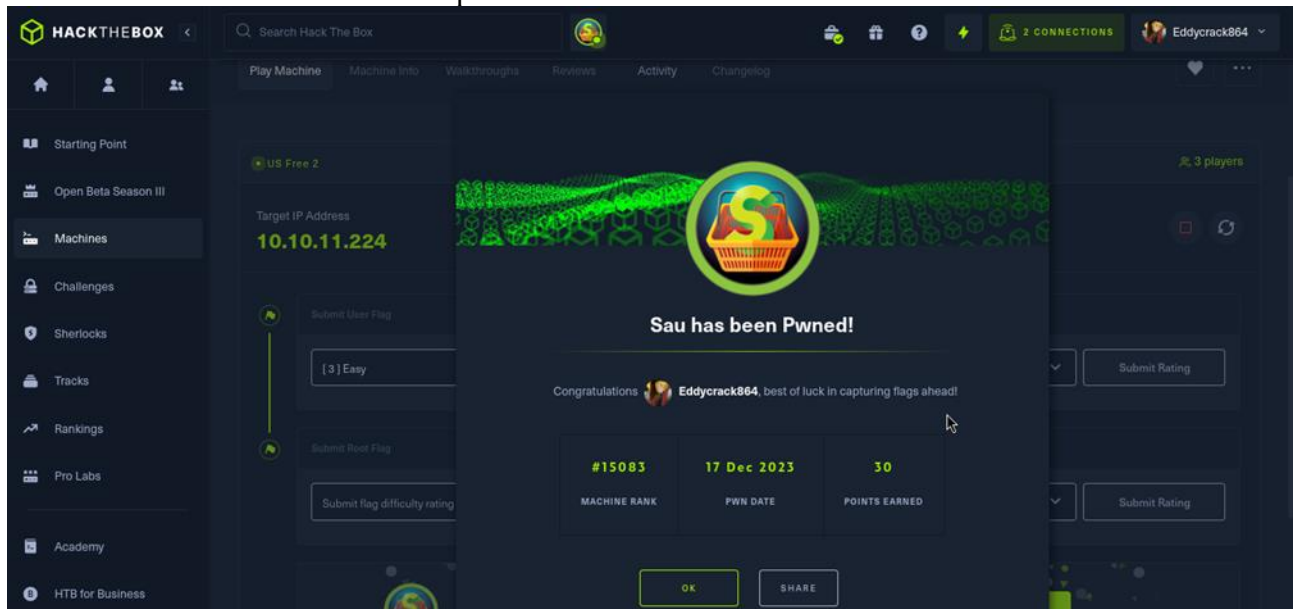 HACKTHEBOX
Search Hack The Box
2 CONNECTIONS
Eddycrack864
Play Machine Machine Info Walkthroughs Reviews Activity Changelog
Starting Point
Open Beta Season III
Machines
Challenges
Sherlocks
Tracks
Rankings
Pro Labs
Academy
HTB for Business
US Free 2
3 players
Target IP Address
10.10.11.224
Submit User Flag
[ 3 ] Easy
Submit Rating
Submit Root Flag
Submit flag difficulty rating
Submit Rating
Sau has been Pwned!
Congratulations Eddycrack864, best of luck in capturing flags ahead!
#15083 17 Dec 2023 30
MACHINE RANK PWN DATE POINTS EARNED
OK SHARE